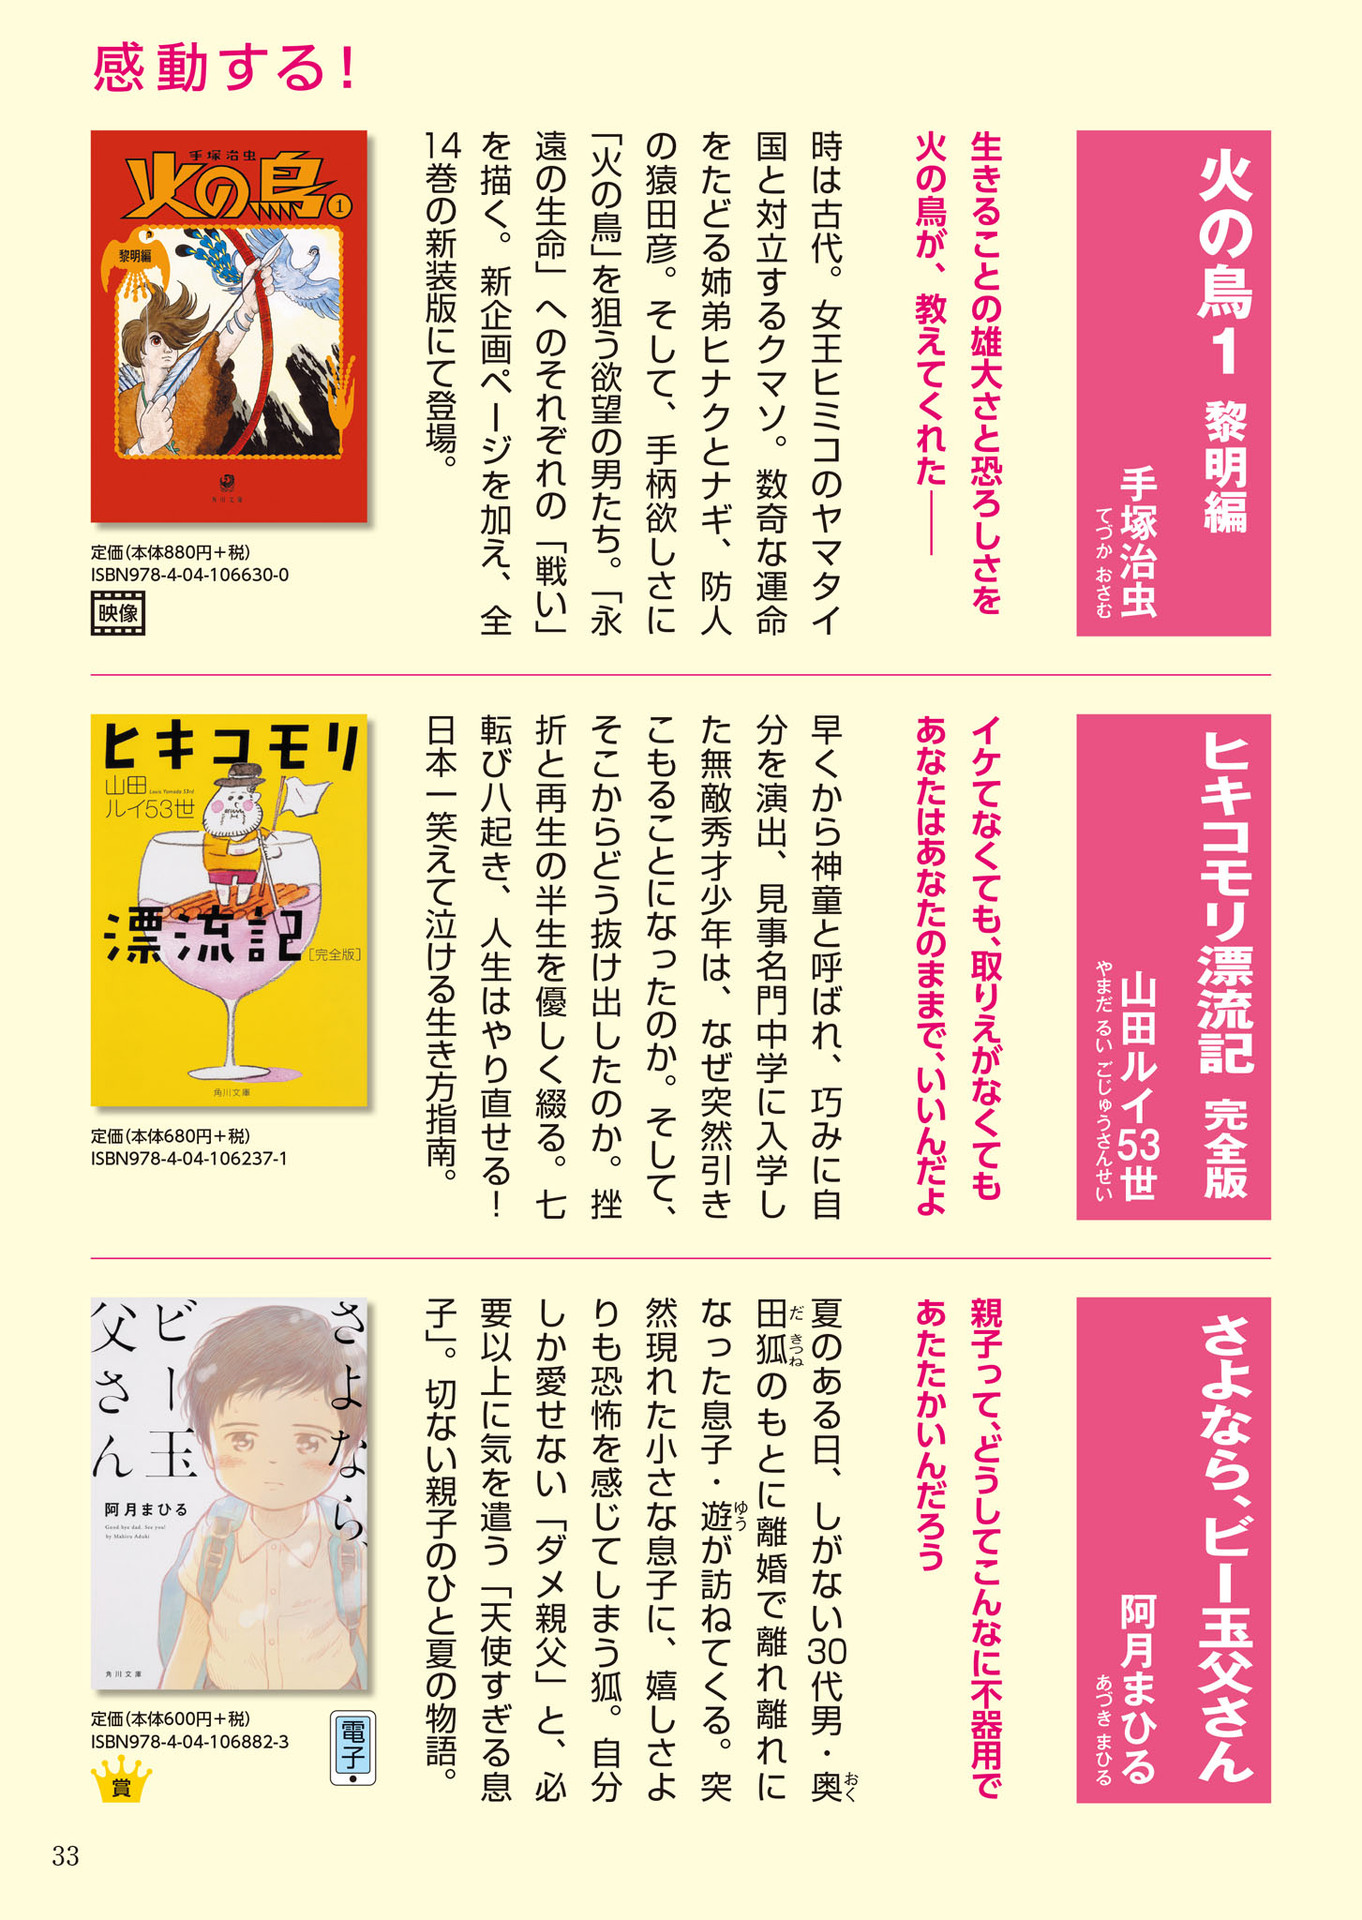 感動する！
火の鳥1 黎明編
手塚治虫
てづか おさむ
生きることの雄大さと恐ろしさを
火の鳥が、教えてくれた――
時は古代。女王ヒミコのヤマタイ
国と対立するクマソ。数奇な運命
をたどる姉弟ヒナクとナギ、防人
の猿田彦。そして、手柄欲しさに
「火の鳥」を狙う欲望の男たち。「永
遠の生命」へのそれぞれの「戦い」
を描く。新企画ページを加え、全
14巻の新装版にて登場。
手塚治虫
火の鳥①
黎明編
角川文庫
定価（本体880円＋税）
ISBN978-4-04-106630-0
映像
ヒキコモリ漂流記 完全版
山田ルイ53世
やまだ るい ごじゅうさんせい
イケてなくても、取りえがなくても
あなたはあなたのままで、いいんだよ
早くから神童と呼ばれ、巧みに自
分を演出、見事名門中学に入学し
た無敵秀才少年は、なぜ突然引き
こもることになったのか。そして、
そこからどう抜け出したのか。挫
折と再生の半生を優しく綴る。七
転び八起き、人生はやり直せる！
日本一笑えて泣ける生き方指南。
ヒキコモリ
山田
Louis Yamada 53rd
ルイ53世
漂流記
［完全版］
角川文庫
定価（本体680円＋税）
ISBN978-4-04-106237-1
さよなら、ビー玉父さん
阿月まひる
あづき まひる
親子って、どうしてこんなに不器用で
あたたかいんだろう
夏のある日、しがない30代男・奥
おく
田狐のもとに離婚で離れ離れに
だ きつね
なった息子・遊が訪ねてくる。突
ゆう
然現れた小さな息子に、嬉しさよ
りも恐怖を感じてしまう狐。自分
しか愛せない「ダメ親父」と、必
要以上に気を遣う「天使すぎる息
子」。切ない親子のひと夏の物語。
さよなら、
ビー玉
父さん
阿月まひる
Good bye dad. See you!
by Mahiru Aduki
角川文庫
定価（本体600円＋税）
ISBN978-4-04-106882-3
電子
賞
33